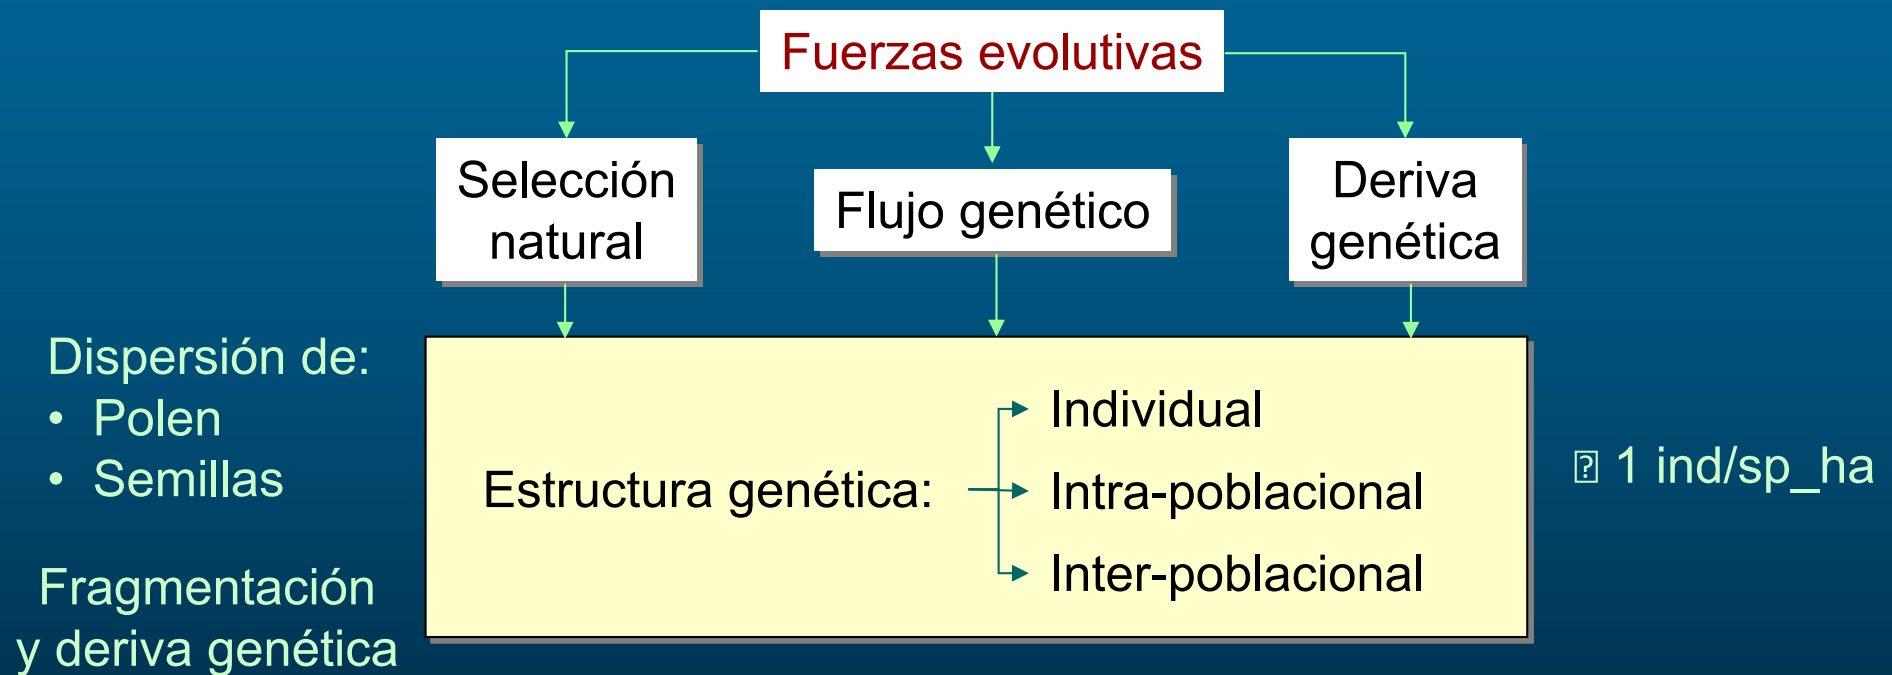 Fuerzas evolutivas
Selección
natural
Flujo genético
Deriva
genética
Dispersión de:
• Polen
• Semillas
Fragmentación
y deriva genética
Estructura genética:
Individual
Intra-poblacional
Inter-poblacional
⍰ 1 ind/sp_ha